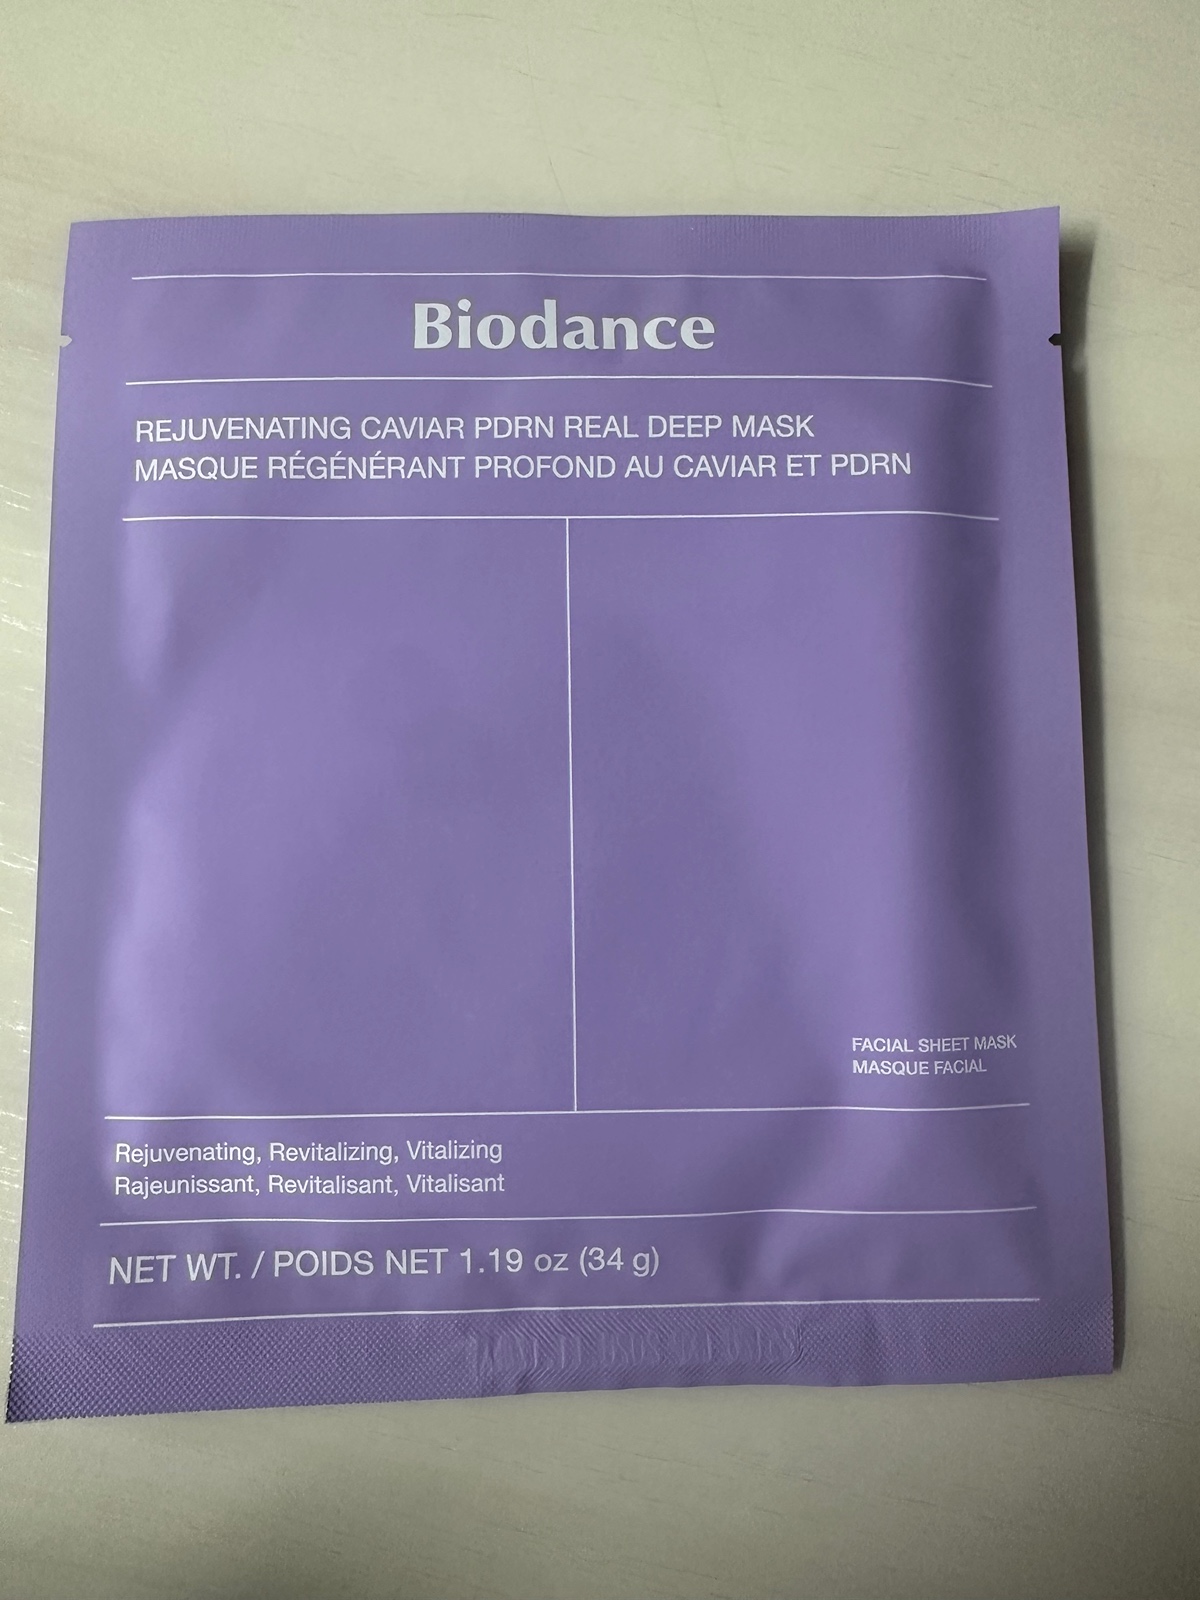 Biodance
REJUVENATING CAVIAR PDRN REAL DEEP MASK
MASQUE RÉGÉNÉRANT PROFOND AU CAVIAR ET PDRN
FACIAL SHEET MASK
MASQUE FACIAL
Rejuvenating, Revitalizing, Vitalizing
Rajeunissant, Revitalisant, Vitalisant
NET WT. / POIDS NET 1.19 oz (34 g)